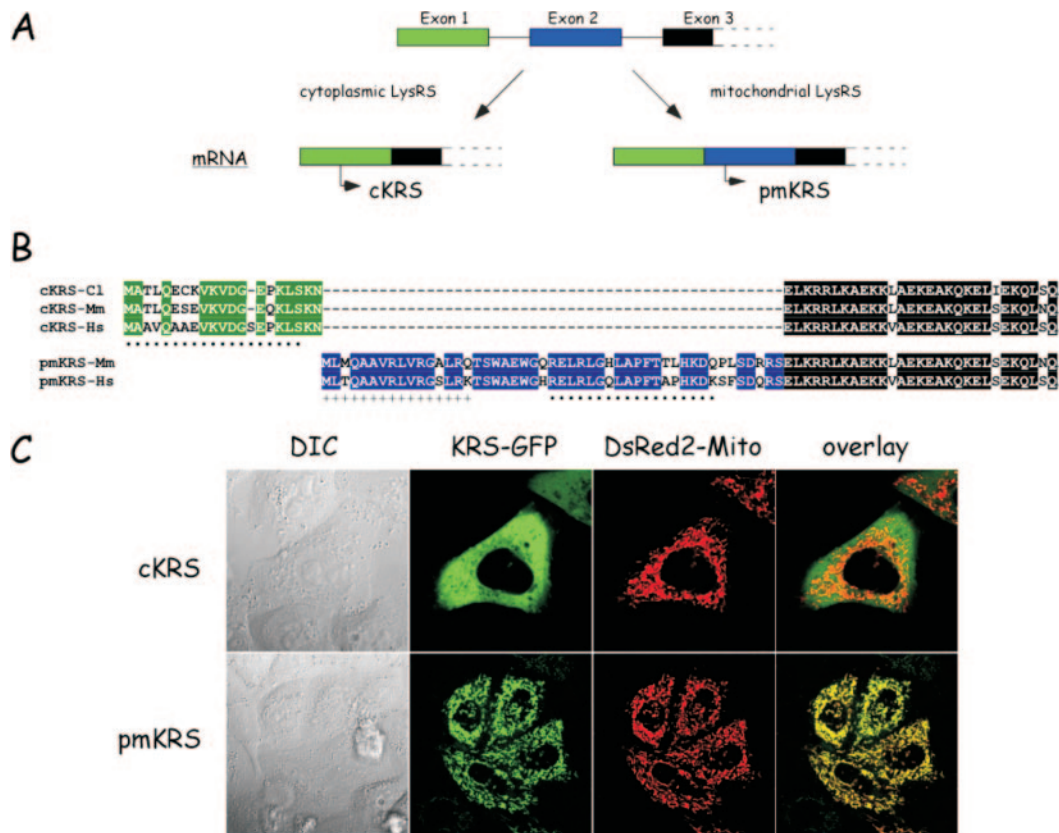 A
Exon 1 Exon 2 Exon 3
cytoplasmic LysRS mitochondrial LysRS
mRNA
cKRS pmKRS
B
cKRS-Cl MATLQECKVKVDG-EPKLSKN-------------------------------------------------ELKRRLKAEKKLAEKEAKQKELIEKQLSQ
cKRS-Mm MATLQESEVKVDG-EQKLSKN-------------------------------------------------ELKRRLKAEKKLAEKEAKQKELSEKQLSQ
cKRS-Hs MAAVQAAEVKVDGSEPKLSKN-------------------------------------------------ELKRRLKAEKKVAEKEAKQKELSEKQLSQ
pmKRS-Mm MLMQAAVRLVRGALRQTSWAEWGQRELRLGHLAPFTTLHKDQPLSDRRSELKRRLKAEKKLAEKEAKQKELSEKQLNQ
pmKRS-Hs MLTQAAVRLVRGSLRKTSWAEWGHRELRLGQLAPFTAPHKDKSFSDQRSELKRRLKAEKKVAEKEAKQKELSEKQLSQ
++++++++++++++++
C
DIC KRS-GFP DsRed2-Mito overlay
cKRS
pmKRS